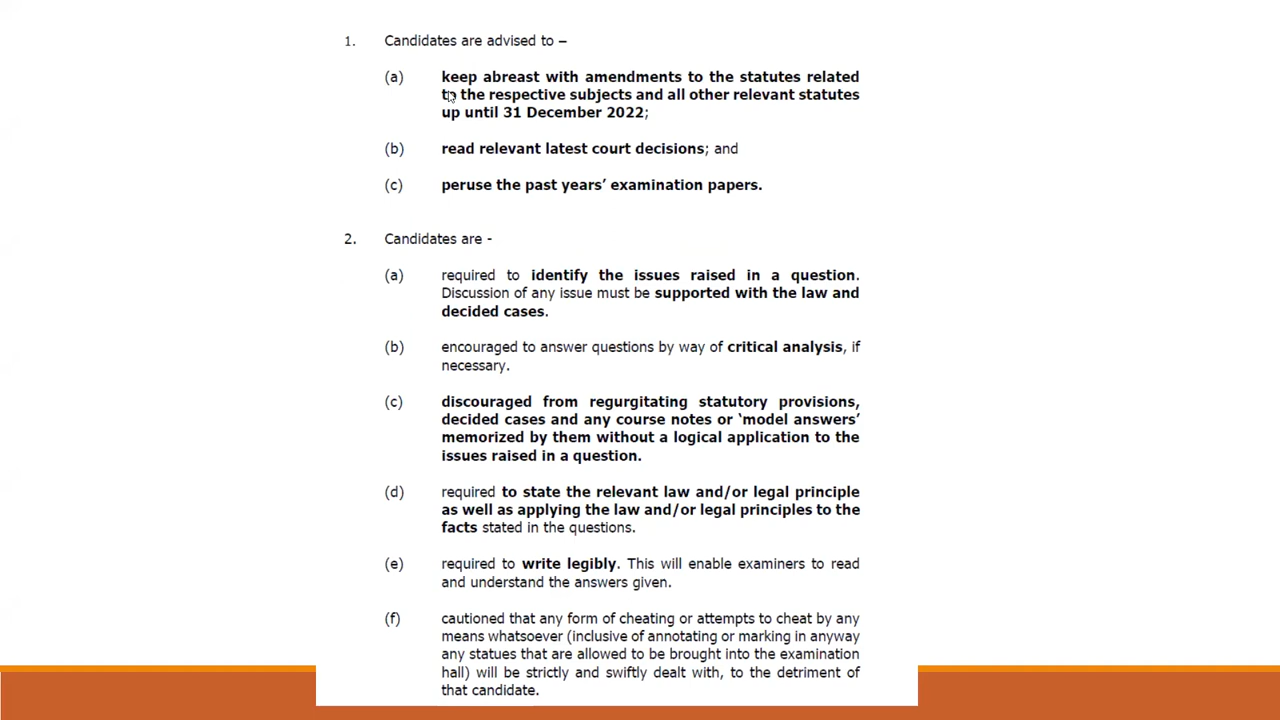 1. Candidates are advised to –
(a) keep abreast with amendments to the statutes related
to the respective subjects and all other relevant statutes
up until 31 December 2022;
(b) read relevant latest court decisions; and
(c) peruse the past years’ examination papers.
2. Candidates are -
(a) required to identify the issues raised in a question.
Discussion of any issue must be supported with the law and
decided cases.
(b) encouraged to answer questions by way of critical analysis, if
necessary.
(c) discouraged from regurgitating statutory provisions,
decided cases and any course notes or ‘model answers’
memorized by them without a logical application to the
issues raised in a question.
(d) required to state the relevant law and/or legal principle
as well as applying the law and/or legal principles to the
facts stated in the questions.
(e) required to write legibly. This will enable examiners to read
and understand the answers given.
(f) cautioned that any form of cheating or attempts to cheat by any
means whatsoever (inclusive of annotating or marking in anyway
any statues that are allowed to be brought into the examination
hall) will be strictly and swiftly dealt with, to the detriment of
that candidate.